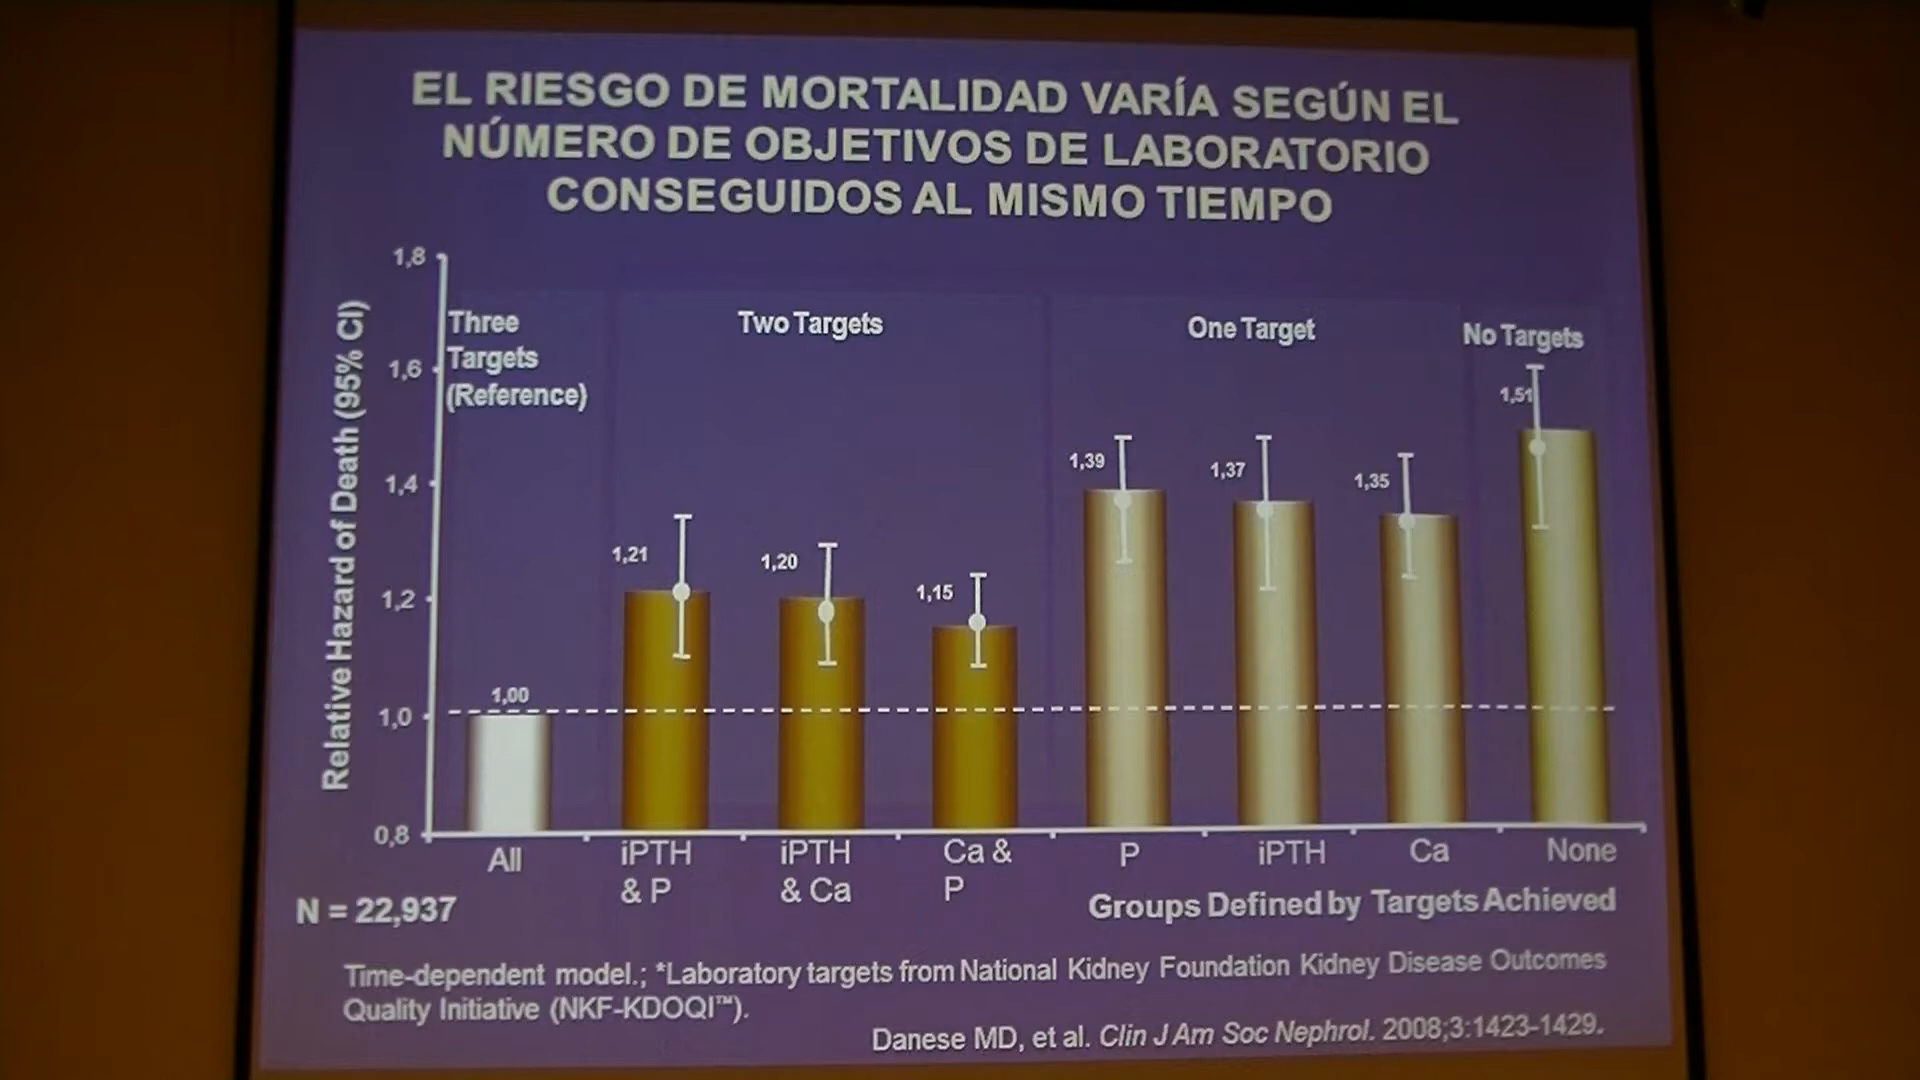 EL RIESGO DE MORTALIDAD VARÍA SEGÚN EL
NÚMERO DE OBJETIVOS DE LABORATORIO
CONSEGUIDOS AL MISMO TIEMPO
Relative Hazard of Death (95% CI)
1,8
1,6
1,4
1,2
1,0
0,8
Three
Targets
(Reference)
Two Targets
One Target
No Targets
1,00
1,21
1,20
1,15
1,39
1,37
1,35
1,51
All
iPTH
& P
iPTH
& Ca
Ca &
P
P
iPTH
Ca
None
N = 22,937
Groups Defined by Targets Achieved
Time-dependent model.; *Laboratory targets from National Kidney Foundation Kidney Disease Outcomes
Quality Initiative (NKF-KDOQI™).
Danese MD, et al. Clin J Am Soc Nephrol. 2008;3:1423-1429.